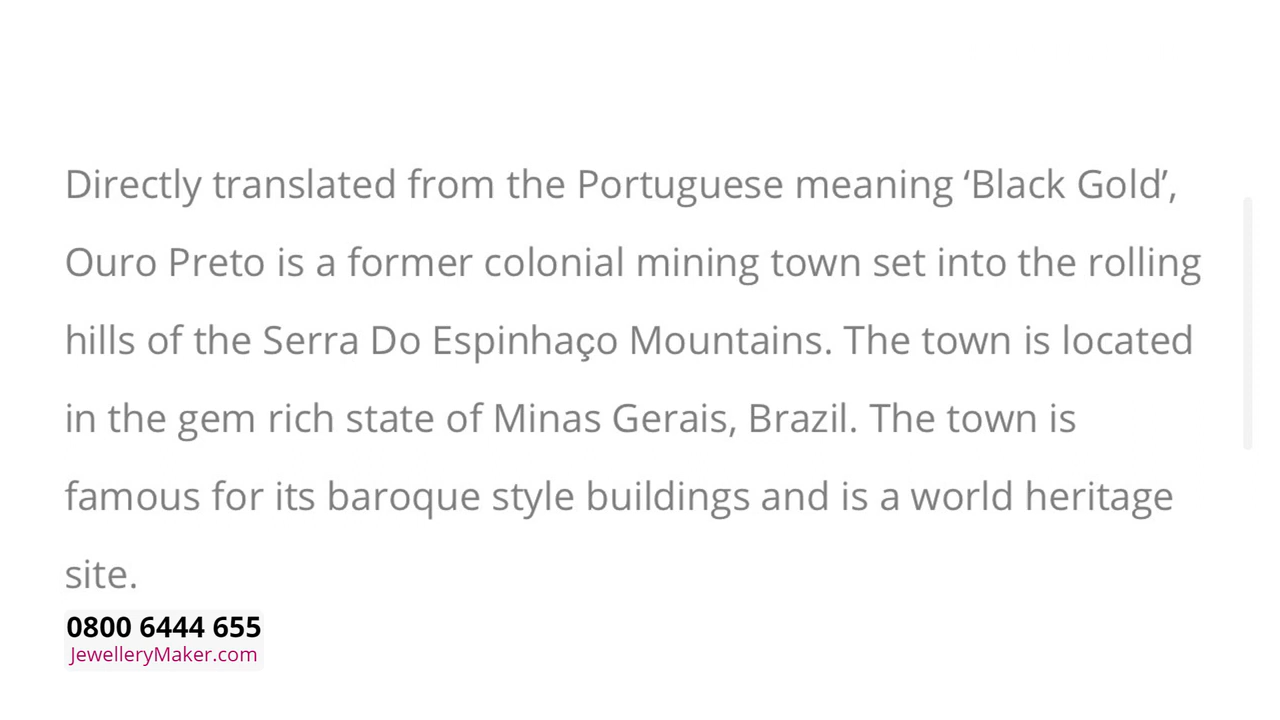 Directly translated from the Portuguese meaning ‘Black Gold’,
Ouro Preto is a former colonial mining town set into the rolling
hills of the Serra Do Espinhaço Mountains. The town is located
in the gem rich state of Minas Gerais, Brazil. The town is
famous for its baroque style buildings and is a world heritage
site.
0800 6444 655
JewelleryMaker.com